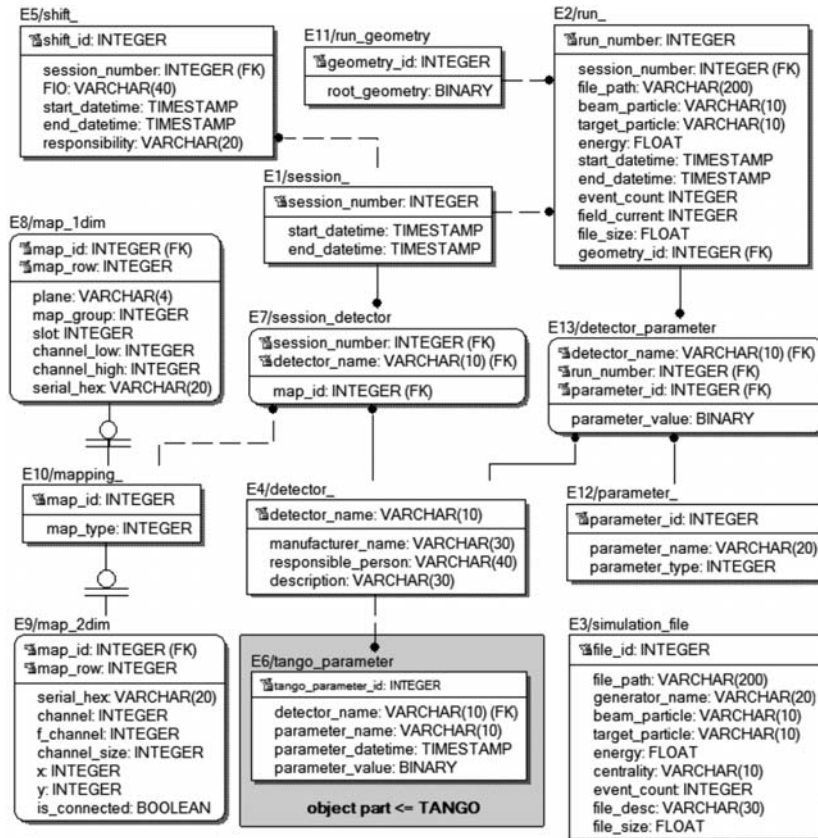 E5/shift_
shift_id: INTEGER
session_number: INTEGER (FK)
FIO: VARCHAR(40)
start_datetime: TIMESTAMP
end_datetime: TIMESTAMP
responsibility: VARCHAR(20)
E11/run_geometry
geometry_id: INTEGER
root_geometry: BINARY
E2/run_
run_number: INTEGER
session_number: INTEGER (FK)
file_path: VARCHAR(200)
beam_particle: VARCHAR(10)
target_particle: VARCHAR(10)
energy: FLOAT
start_datetime: TIMESTAMP
end_datetime: TIMESTAMP
event_count: INTEGER
field_current: INTEGER
file_size: FLOAT
geometry_id: INTEGER (FK)
E1/session_
session_number: INTEGER
start_datetime: TIMESTAMP
end_datetime: TIMESTAMP
E8/map_1dim
map_id: INTEGER (FK)
map_row: INTEGER
plane: VARCHAR(4)
map_group: INTEGER
slot: INTEGER
channel_low: INTEGER
channel_high: INTEGER
serial_hex: VARCHAR(20)
E7/session_detector
session_number: INTEGER (FK)
detector_name: VARCHAR(10) (FK)
map_id: INTEGER (FK)
E13/detector_parameter
detector_name: VARCHAR(10) (FK)
run_number: INTEGER (FK)
parameter_id: INTEGER (FK)
parameter_value: BINARY
E10/mapping_
map_id: INTEGER
map_type: INTEGER
E4/detector_
detector_name: VARCHAR(10)
manufacturer_name: VARCHAR(30)
responsible_person: VARCHAR(40)
description: VARCHAR(30)
E12/parameter_
parameter_id: INTEGER
parameter_name: VARCHAR(20)
parameter_type: INTEGER
E9/map_2dim
map_id: INTEGER (FK)
map_row: INTEGER
serial_hex: VARCHAR(20)
channel: INTEGER
f_channel: INTEGER
channel_size: INTEGER
x: INTEGER
y: INTEGER
is_connected: BOOLEAN
E6/tango_parameter
tango_parameter_id: INTEGER
detector_name: VARCHAR(10) (FK)
parameter_name: VARCHAR(10)
parameter_datetime: TIMESTAMP
parameter_value: BINARY
object part <= TANGO
E3/simulation_file
file_id: INTEGER
file_path: VARCHAR(200)
generator_name: VARCHAR(20)
beam_particle: VARCHAR(10)
target_particle: VARCHAR(10)
energy: FLOAT
centrality: VARCHAR(10)
event_count: INTEGER
file_desc: VARCHAR(30)
file_size: FLOAT